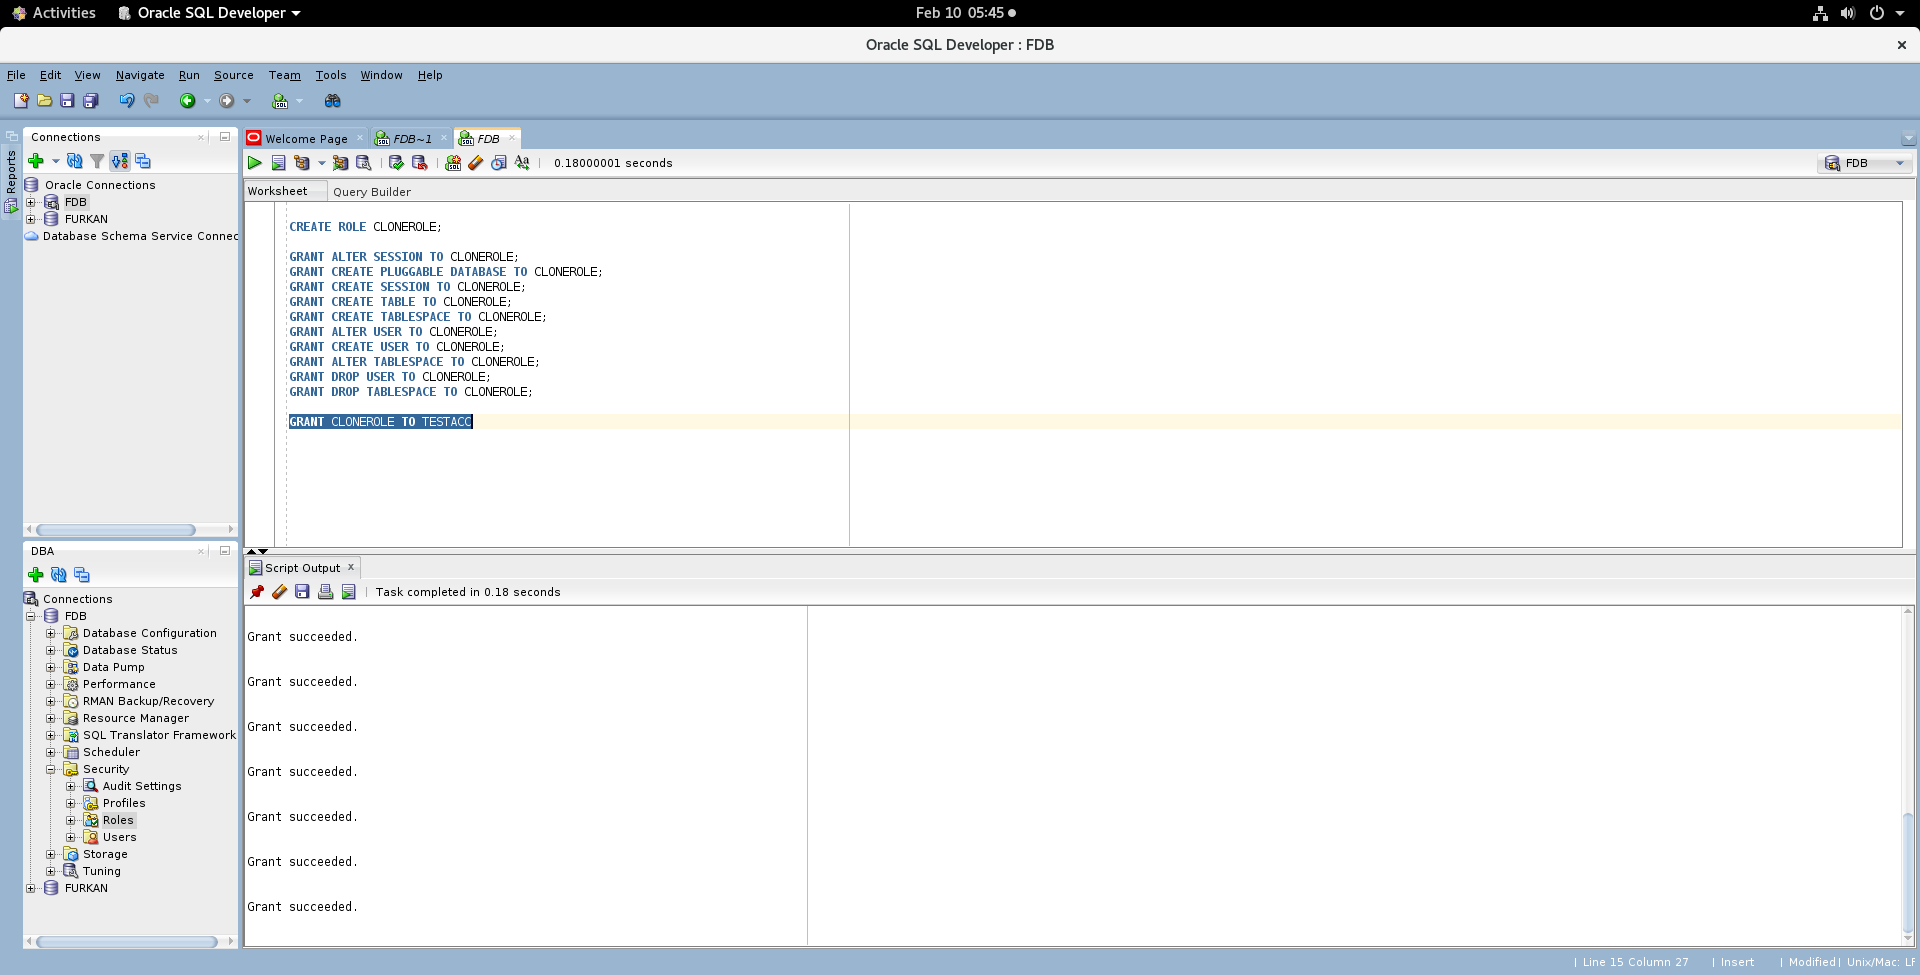 Activities
Oracle SQL Developer
Feb 10 05:45
Oracle SQL Developer : FDB
File Edit View Navigate Run Source Team Tools Window Help
Reports
Connections
Oracle Connections
FDB
FURKAN
Database Schema Service Connec
DBA
Connections
FDB
Database Configuration
Database Status
Data Pump
Performance
RMAN Backup/Recovery
Resource Manager
SQL Translator Framework
Scheduler
Security
Audit Settings
Profiles
Roles
Users
Storage
Tuning
FURKAN
Welcome Page
FDB~1
FDB
0.18000001 seconds
FDB
Worksheet
Query Builder
CREATE ROLE CLONEROLE;
GRANT ALTER SESSION TO CLONEROLE;
GRANT CREATE PLUGGABLE DATABASE TO CLONEROLE;
GRANT CREATE SESSION TO CLONEROLE;
GRANT CREATE TABLE TO CLONEROLE;
GRANT CREATE TABLESPACE TO CLONEROLE;
GRANT ALTER USER TO CLONEROLE;
GRANT CREATE USER TO CLONEROLE;
GRANT ALTER TABLESPACE TO CLONEROLE;
GRANT DROP USER TO CLONEROLE;
GRANT DROP TABLESPACE TO CLONEROLE;
GRANT CLONEROLE TO TESTACC
Script Output
Task completed in 0.18 seconds
Grant succeeded.
Grant succeeded.
Grant succeeded.
Grant succeeded.
Grant succeeded.
Grant succeeded.
Grant succeeded.
| Line 15 Column 27 | Insert | Modified | Unix/Mac: LF